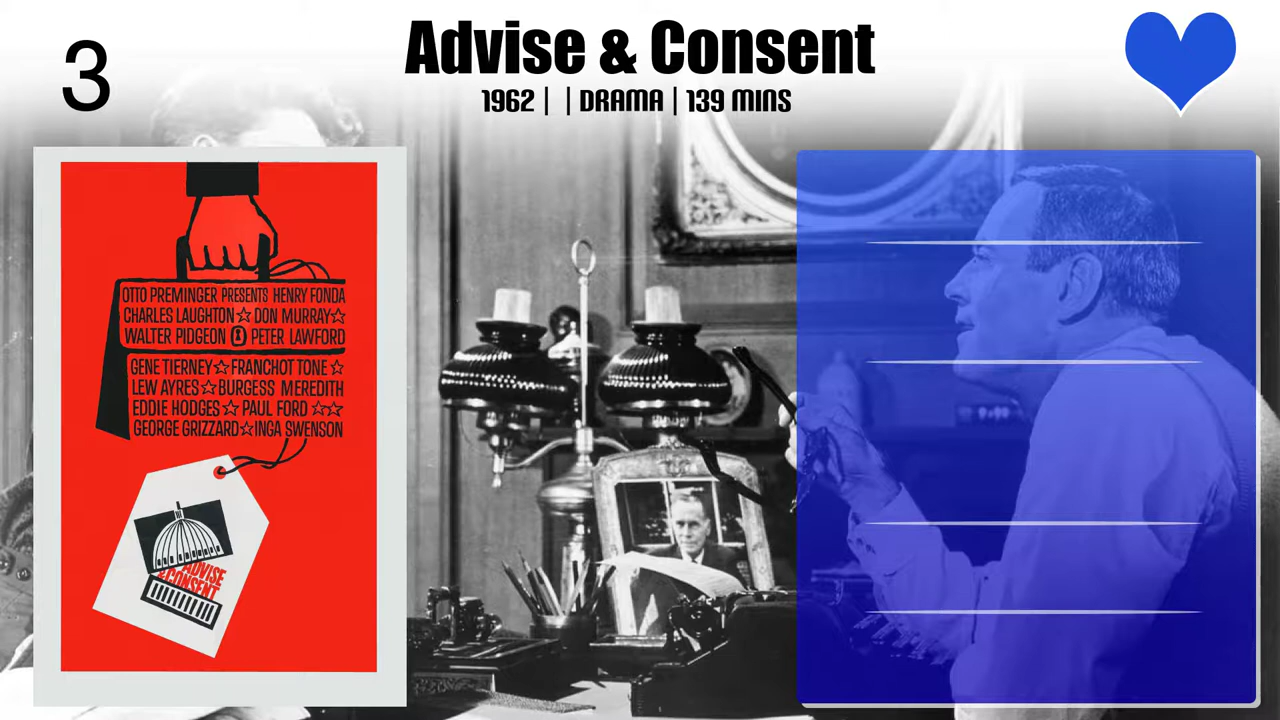 3
Advise & Consent
1962 | | DRAMA | 139 MINS
OTTO PREMINGER PRESENTS HENRY FONDA
CHARLES LAUGHTON☆DON MURRAY☆
WALTER PIDGEON PETER LAWFORD
GENE TIERNEY☆FRANCHOT TONE☆
LEW AYRES☆BURGESS MEREDITH
EDDIE HODGES☆PAUL FORD☆☆
GEORGE GRIZZARD☆INGA SWENSON
ADVISE
&CONSENT